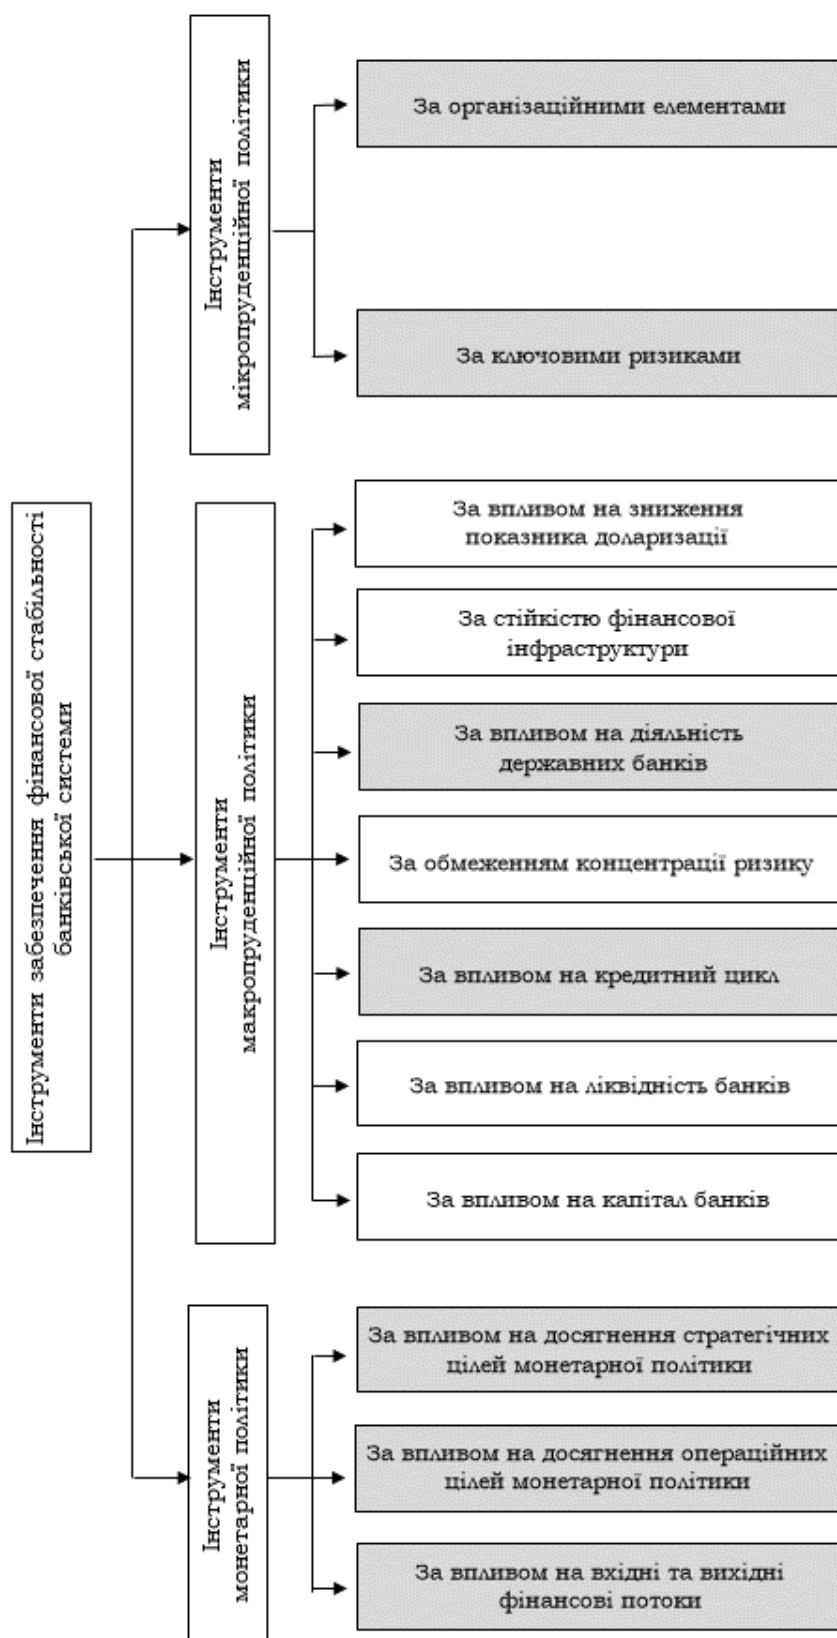 Інструменти забезпечення фінансової стабільності
банківської системи
Інструменти
мікропруденційної політики
За організаційними елементами
За ключовими ризиками
Інструменти
макропруденційної політики
За впливом на зниження
показника доларизації
За стійкістю фінансової
інфраструктури
За впливом на діяльність
державних банків
За обмеженням концентрації ризику
За впливом на кредитний цикл
За впливом на ліквідність банків
За впливом на капітал банків
Інструменти
монетарної політики
За впливом на досягнення стратегічних
цілей монетарної політики
За впливом на досягнення операційних
цілей монетарної політики
За впливом на вхідні та вихідні
фінансові потоки